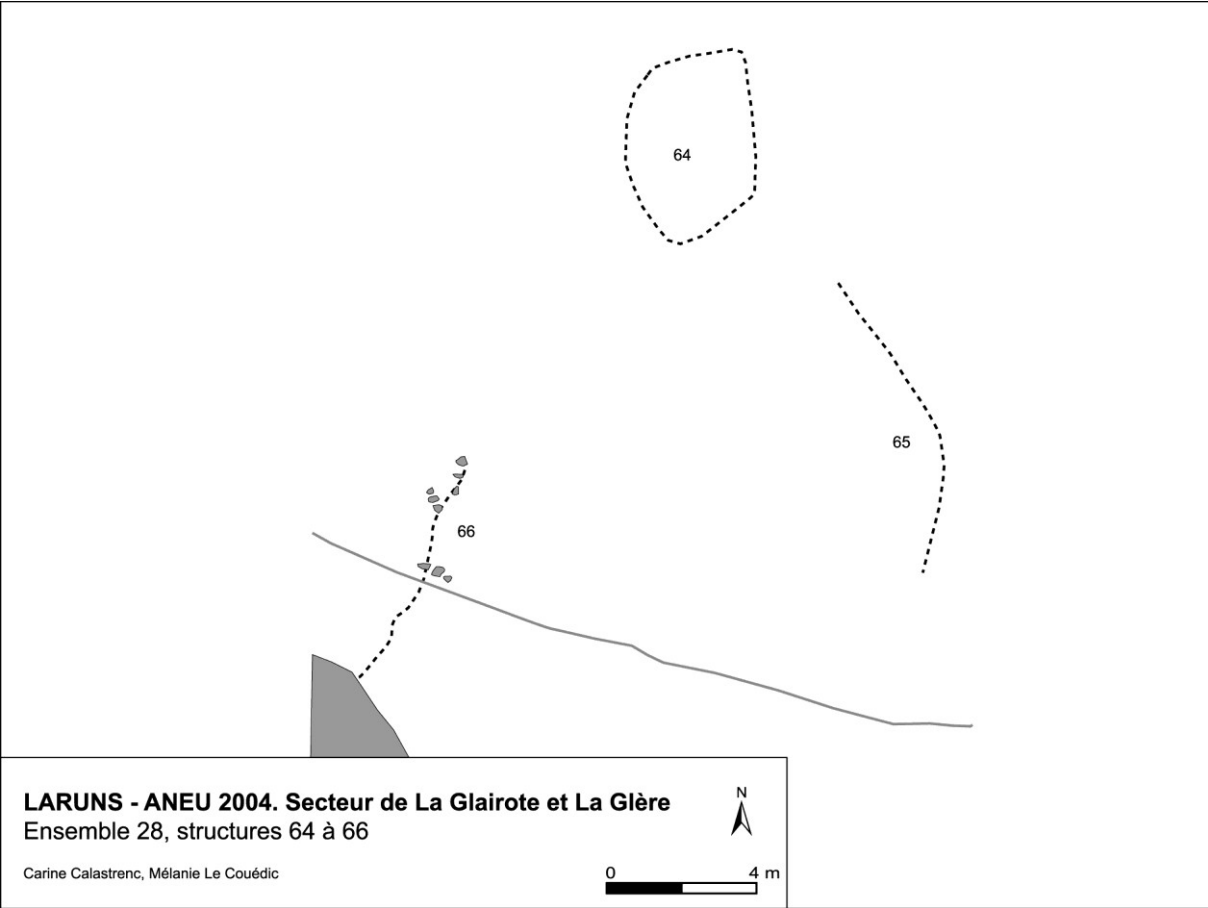 64
65
66
LARUNS - ANEU 2004. Secteur de La Glairote et La Glère
Ensemble 28, structures 64 à 66
Carine Calastrenc, Mélanie Le Couédic
N
0 4 m